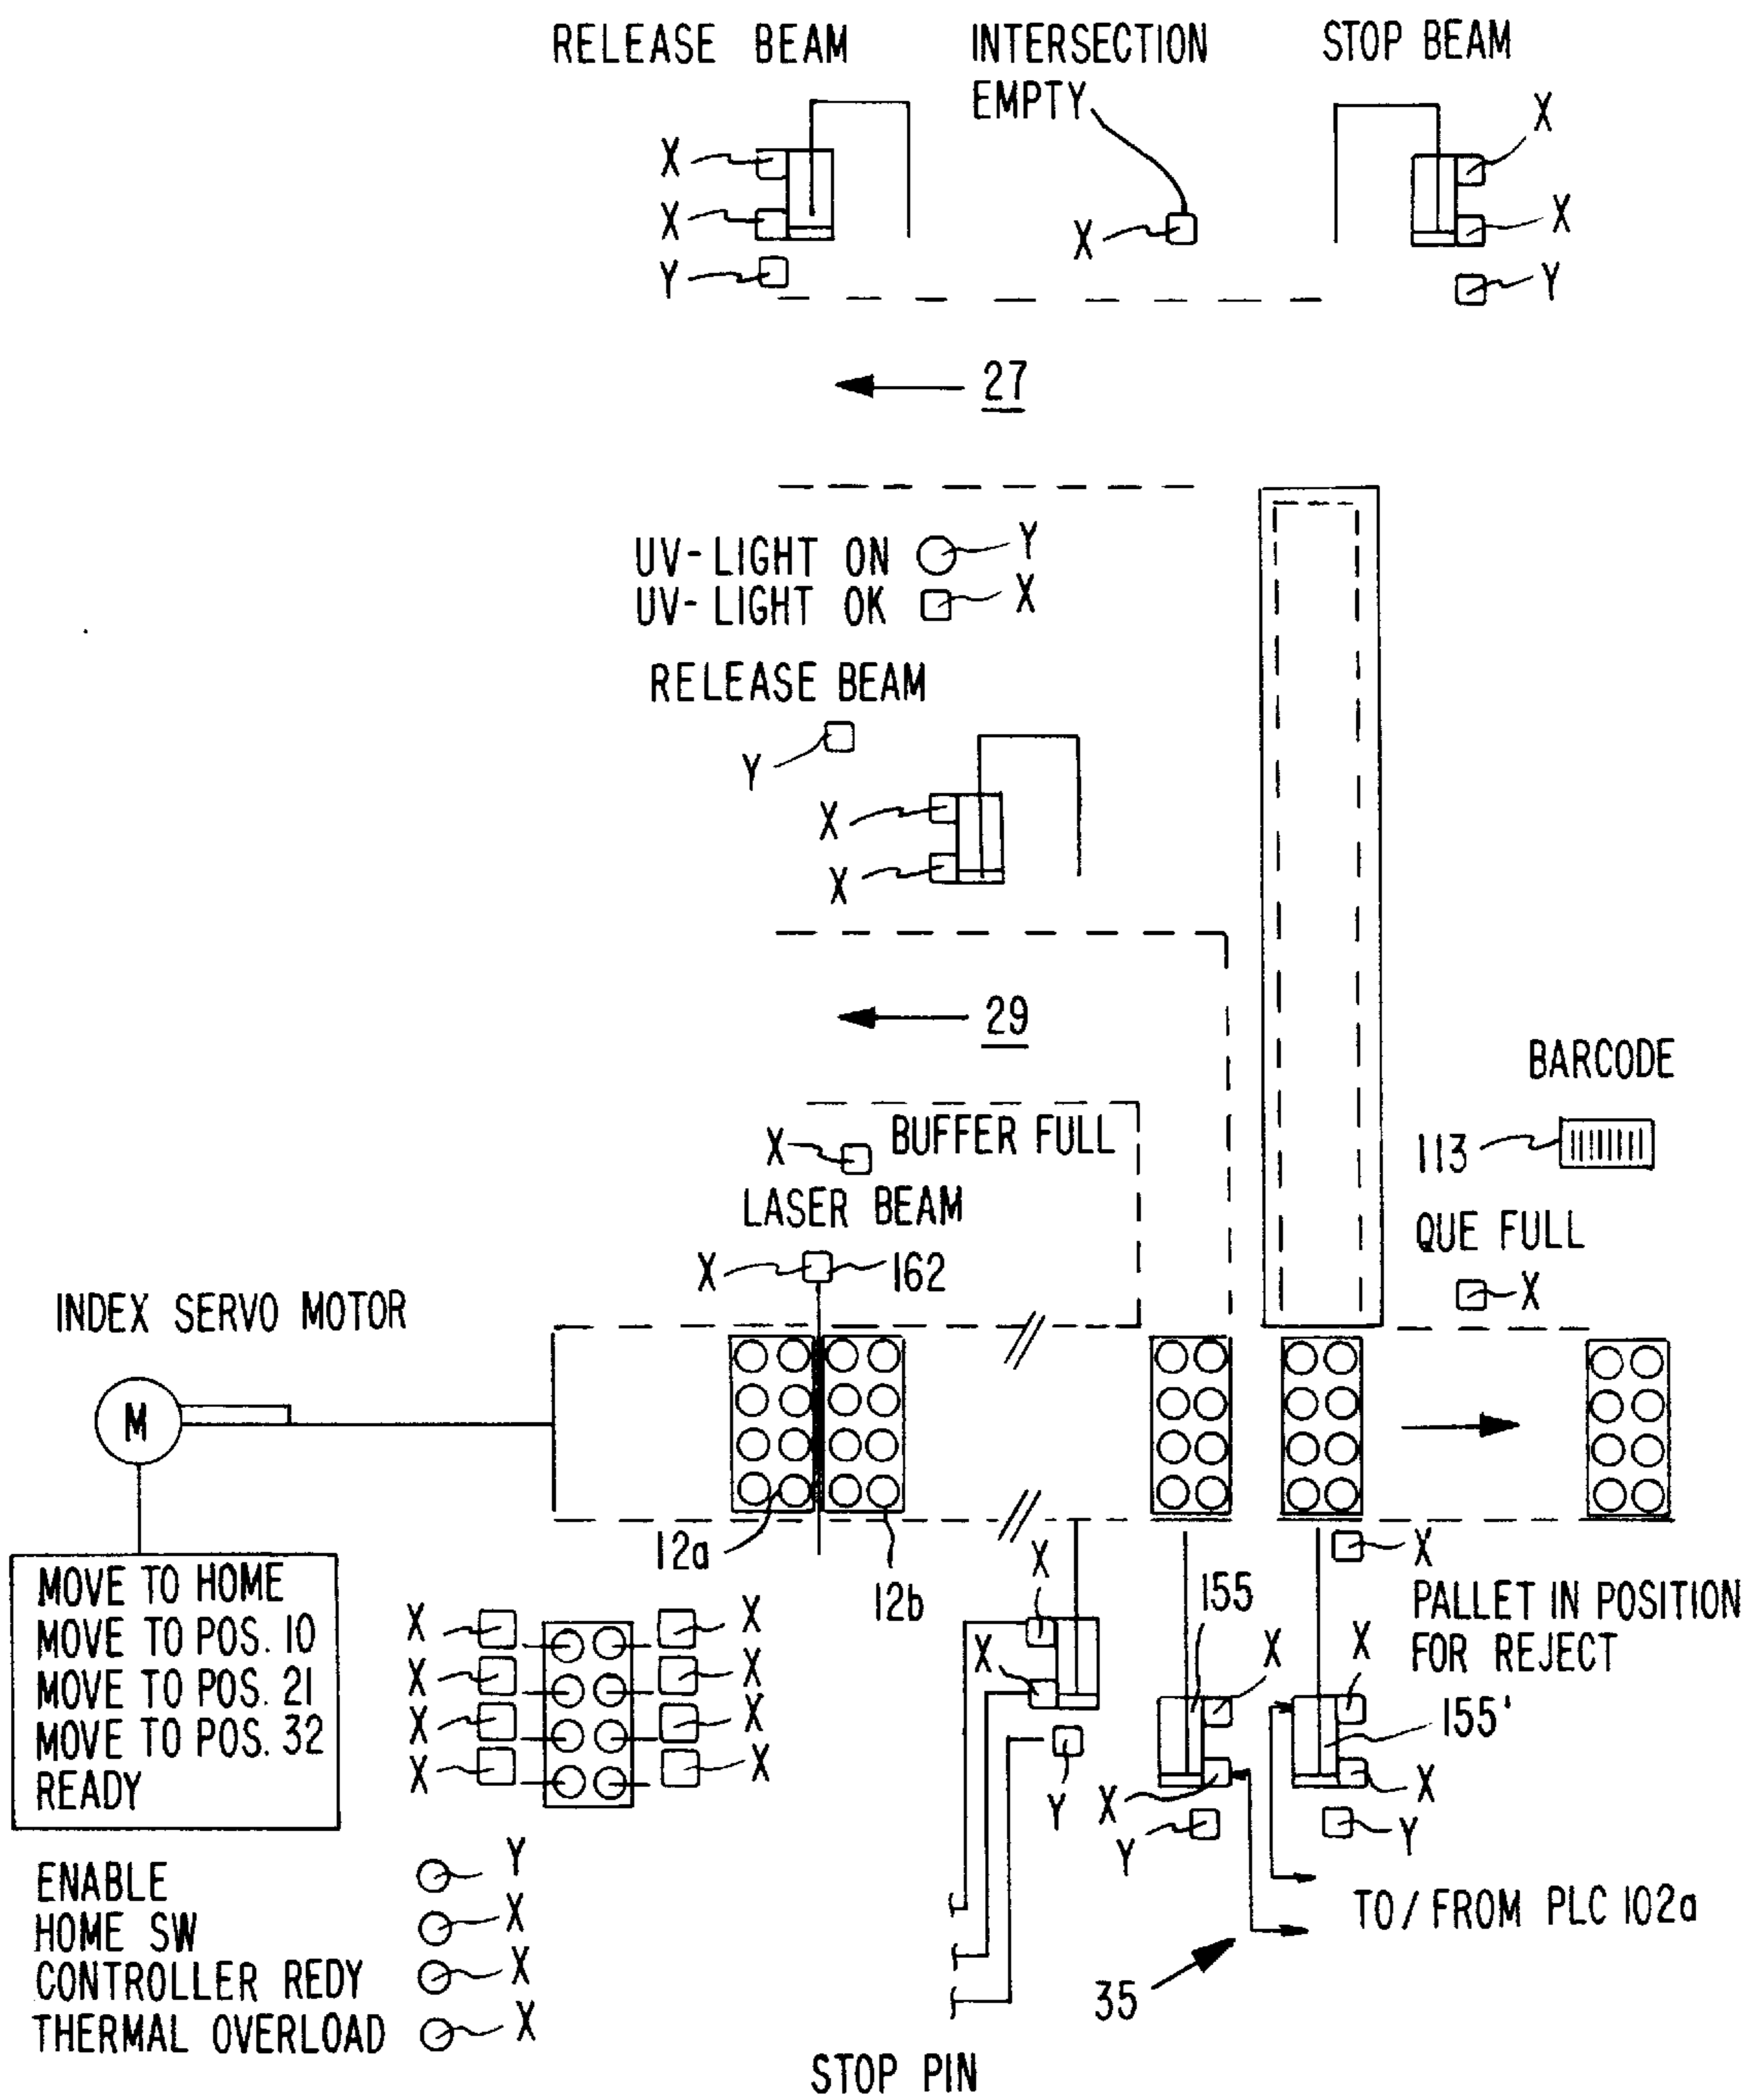 RELEASE BEAM
INTERSECTION
EMPTY
STOP BEAM
X
X
Y
X
X
X
Y
27
UV-LIGHT ON
Y
UV-LIGHT OK
X
RELEASE BEAM
Y
X
X
29
BARCODE
113
X
BUFFER FULL
LASER BEAM
X
162
QUE FULL
X
INDEX SERVO MOTOR
M
12a
12b
MOVE TO HOME
MOVE TO POS. 10
MOVE TO POS. 21
MOVE TO POS. 32
READY
X
X
X
X
X
X
X
X
X
X
Y
155
X
X
Y
X
PALLET IN POSITION
FOR REJECT
X
155'
X
Y
ENABLE
Y
HOME SW
X
CONTROLLER REDY
X
THERMAL OVERLOAD
X
TO/FROM PLC 102a
35
STOP PIN